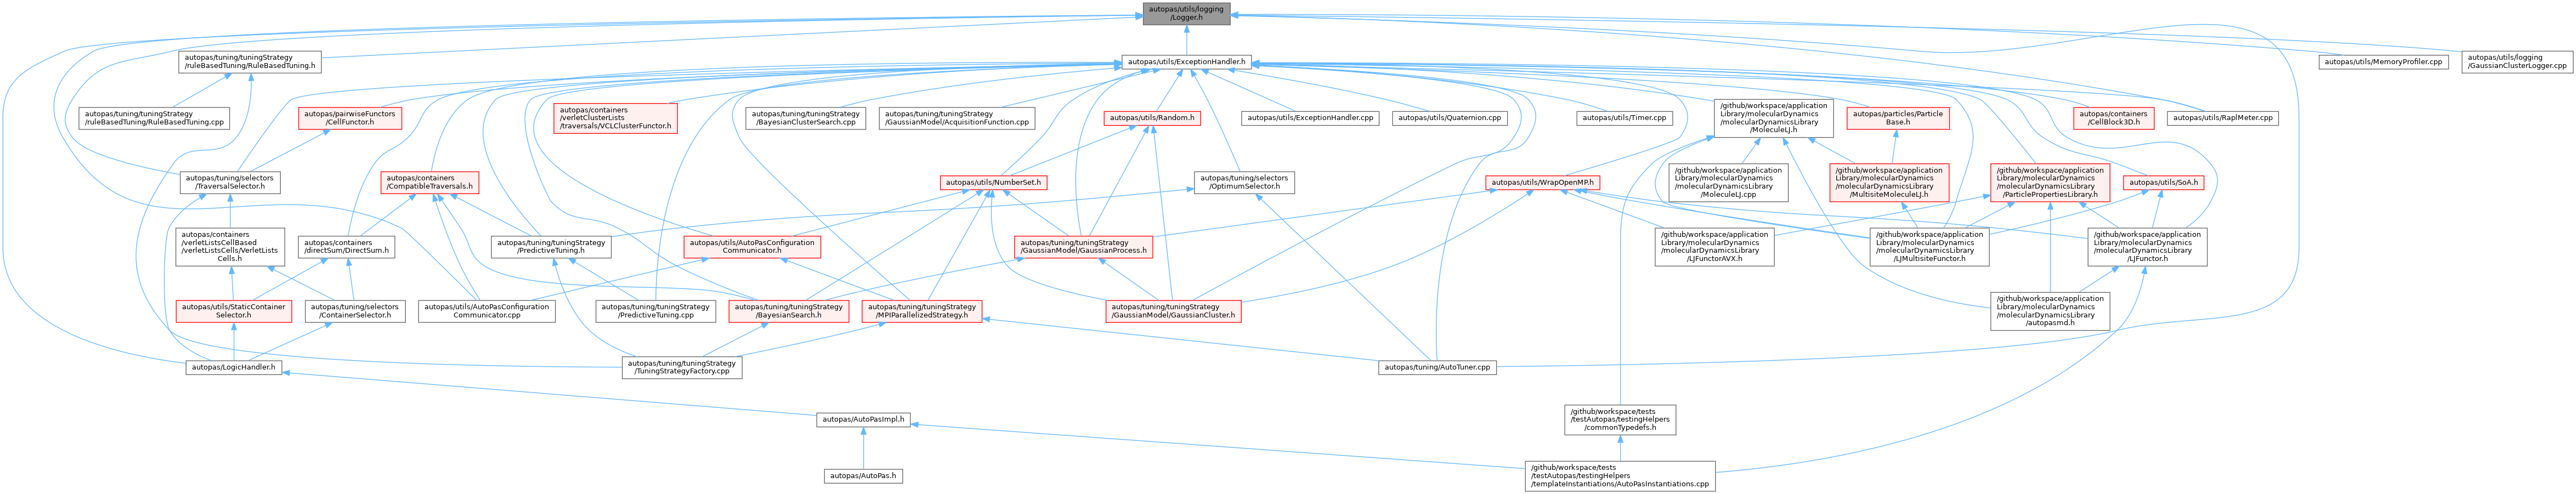 autopas/utils/logging
/Logger.h
autopas/tuning/tuningStrategy
/ruleBasedTuning/RuleBasedTuning.h
autopas/utils/ExceptionHandler.h
autopas/utils/MemoryProfiler.cpp
autopas/utils/logging
/GaussianClusterLogger.cpp
autopas/tuning/tuningStrategy
/ruleBasedTuning/RuleBasedTuning.cpp
autopas/pairwiseFunctors
/CellFunctor.h
autopas/containers
/verletClusterLists
/traversals/VCLClusterFunctor.h
autopas/tuning/tuningStrategy
/BayesianClusterSearch.cpp
autopas/tuning/tuningStrategy
/GaussianModel/AcquisitionFunction.cpp
autopas/utils/Random.h
autopas/utils/ExceptionHandler.cpp
autopas/utils/Quaternion.cpp
autopas/utils/Timer.cpp
/github/workspace/application
Library/molecularDynamics
/molecularDynamicsLibrary
/MoleculeLJ.h
autopas/particles/Particle
Base.h
autopas/containers
/CellBlock3D.h
autopas/utils/RaplMeter.cpp
autopas/tuning/selectors
/TraversalSelector.h
autopas/containers
/CompatibleTraversals.h
autopas/utils/NumberSet.h
autopas/tuning/selectors
/OptimumSelector.h
autopas/utils/WrapOpenMP.h
/github/workspace/application
Library/molecularDynamics
/molecularDynamicsLibrary
/MoleculeLJ.cpp
/github/workspace/application
Library/molecularDynamics
/molecularDynamicsLibrary
/MultisiteMoleculeLJ.h
/github/workspace/application
Library/molecularDynamics
/molecularDynamicsLibrary
/ParticlePropertiesLibrary.h
autopas/utils/SoA.h
autopas/containers
/verletListsCellBased
/verletListsCells/VerletLists
Cells.h
autopas/containers
/directSum/DirectSum.h
autopas/tuning/tuningStrategy
/PredictiveTuning.h
autopas/utils/AutoPasConfiguration
Communicator.h
autopas/tuning/tuningStrategy
/GaussianModel/GaussianProcess.h
/github/workspace/application
Library/molecularDynamics
/molecularDynamicsLibrary
/LJFunctorAVX.h
/github/workspace/application
Library/molecularDynamics
/molecularDynamicsLibrary
/LJMultisiteFunctor.h
/github/workspace/application
Library/molecularDynamics
/molecularDynamicsLibrary
/LJFunctor.h
autopas/utils/StaticContainer
Selector.h
autopas/tuning/selectors
/ContainerSelector.h
autopas/utils/AutoPasConfiguration
Communicator.cpp
autopas/tuning/tuningStrategy
/PredictiveTuning.cpp
autopas/tuning/tuningStrategy
/BayesianSearch.h
autopas/tuning/tuningStrategy
/MPIParallelizedStrategy.h
autopas/tuning/tuningStrategy
/GaussianModel/GaussianCluster.h
/github/workspace/application
Library/molecularDynamics
/molecularDynamicsLibrary
/autopasmd.h
autopas/LogicHandler.h
autopas/tuning/tuningStrategy
/TuningStrategyFactory.cpp
autopas/tuning/AutoTuner.cpp
autopas/AutoPasImpl.h
/github/workspace/tests
/testAutopas/testingHelpers
/commonTypedefs.h
autopas/AutoPas.h
/github/workspace/tests
/testAutopas/testingHelpers
/templateInstantiations/AutoPasInstantiations.cpp